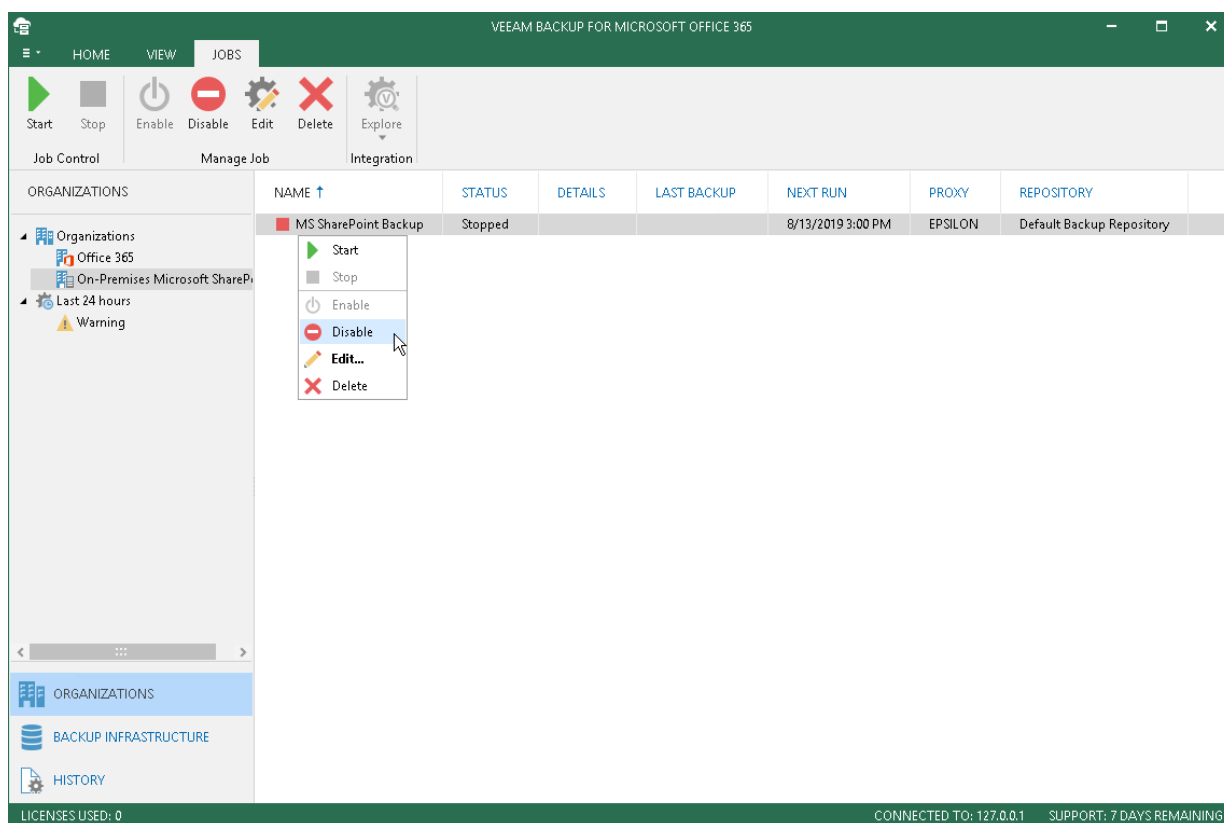 VEEAM BACKUP FOR MICROSOFT OFFICE 365
HOME VIEW JOBS
Start Stop Enable Disable Edit Delete Explore
Job Control Manage Job Integration
ORGANIZATIONS
NAME STATUS DETAILS LAST BACKUP NEXT RUN PROXY REPOSITORY
MS SharePoint Backup Stopped 8/13/2019 3:00 PM EPSILON Default Backup Repository
Organizations
Office 365
On-Premises Microsoft ShareP
Last 24 hours
Warning
Start
Stop
Enable
Disable
Edit...
Delete
ORGANIZATIONS
BACKUP INFRASTRUCTURE
HISTORY
LICENSES USED: 0 CONNECTED TO: 127.0.0.1 SUPPORT: 7 DAYS REMAINING